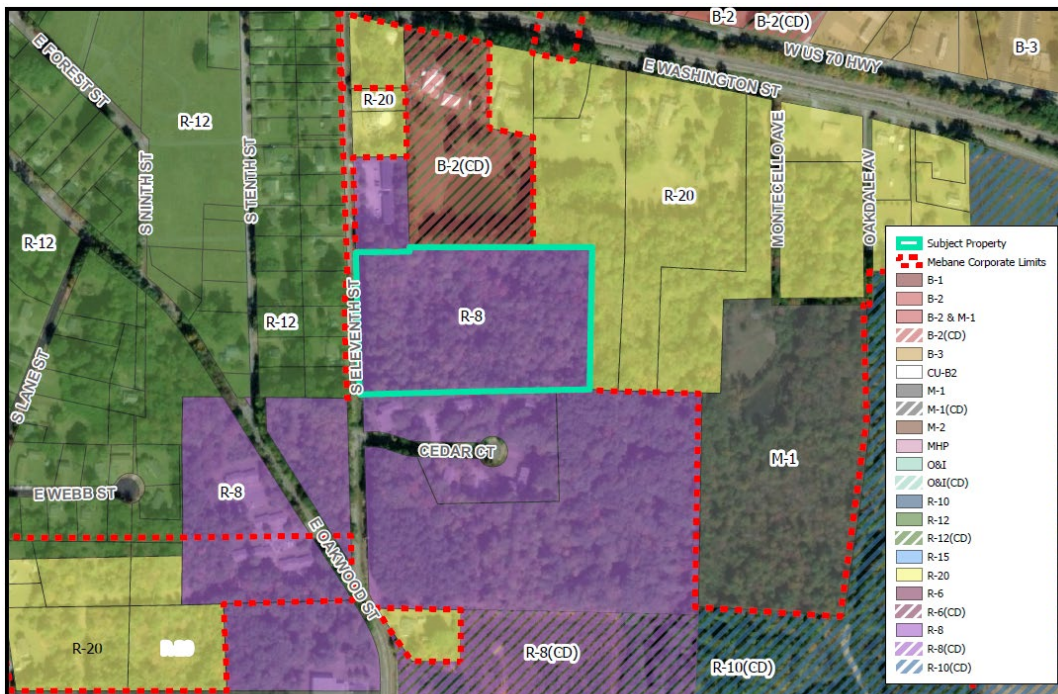 B-2
B-2(CD)
B-3
W US 70 HWY
E WASHINGTON ST
E FOREST ST
R-12
R-20
S NINTH ST
S TENTH ST
B-2(CD)
R-20
MONTECELLO AVE
OAKDALE AV
R-12
R-12
S ELEVENTH ST
R-8
S LANE ST
CEDAR CT
M-1
E WEBB ST
R-8
E OAKWOOD ST
R-20
R-8(CD)
R-10(CD)
Subject Property
Mebane Corporate Limits
B-1
B-2
B-2 & M-1
B-2(CD)
B-3
CU-B2
M-1
M-1(CD)
M-2
MHP
O&I
O&I(CD)
R-10
R-12
R-12(CD)
R-15
R-20
R-6
R-6(CD)
R-8
R-8(CD)
R-10(CD)